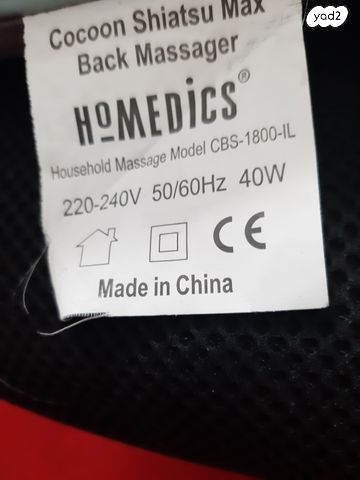 yad2
Cocoon Shiatsu Max
Back Massager
HoMEDiCS®
Household Massage Model CBS-1800-IL
220-240V 50/60Hz 40W
CE
Made in China